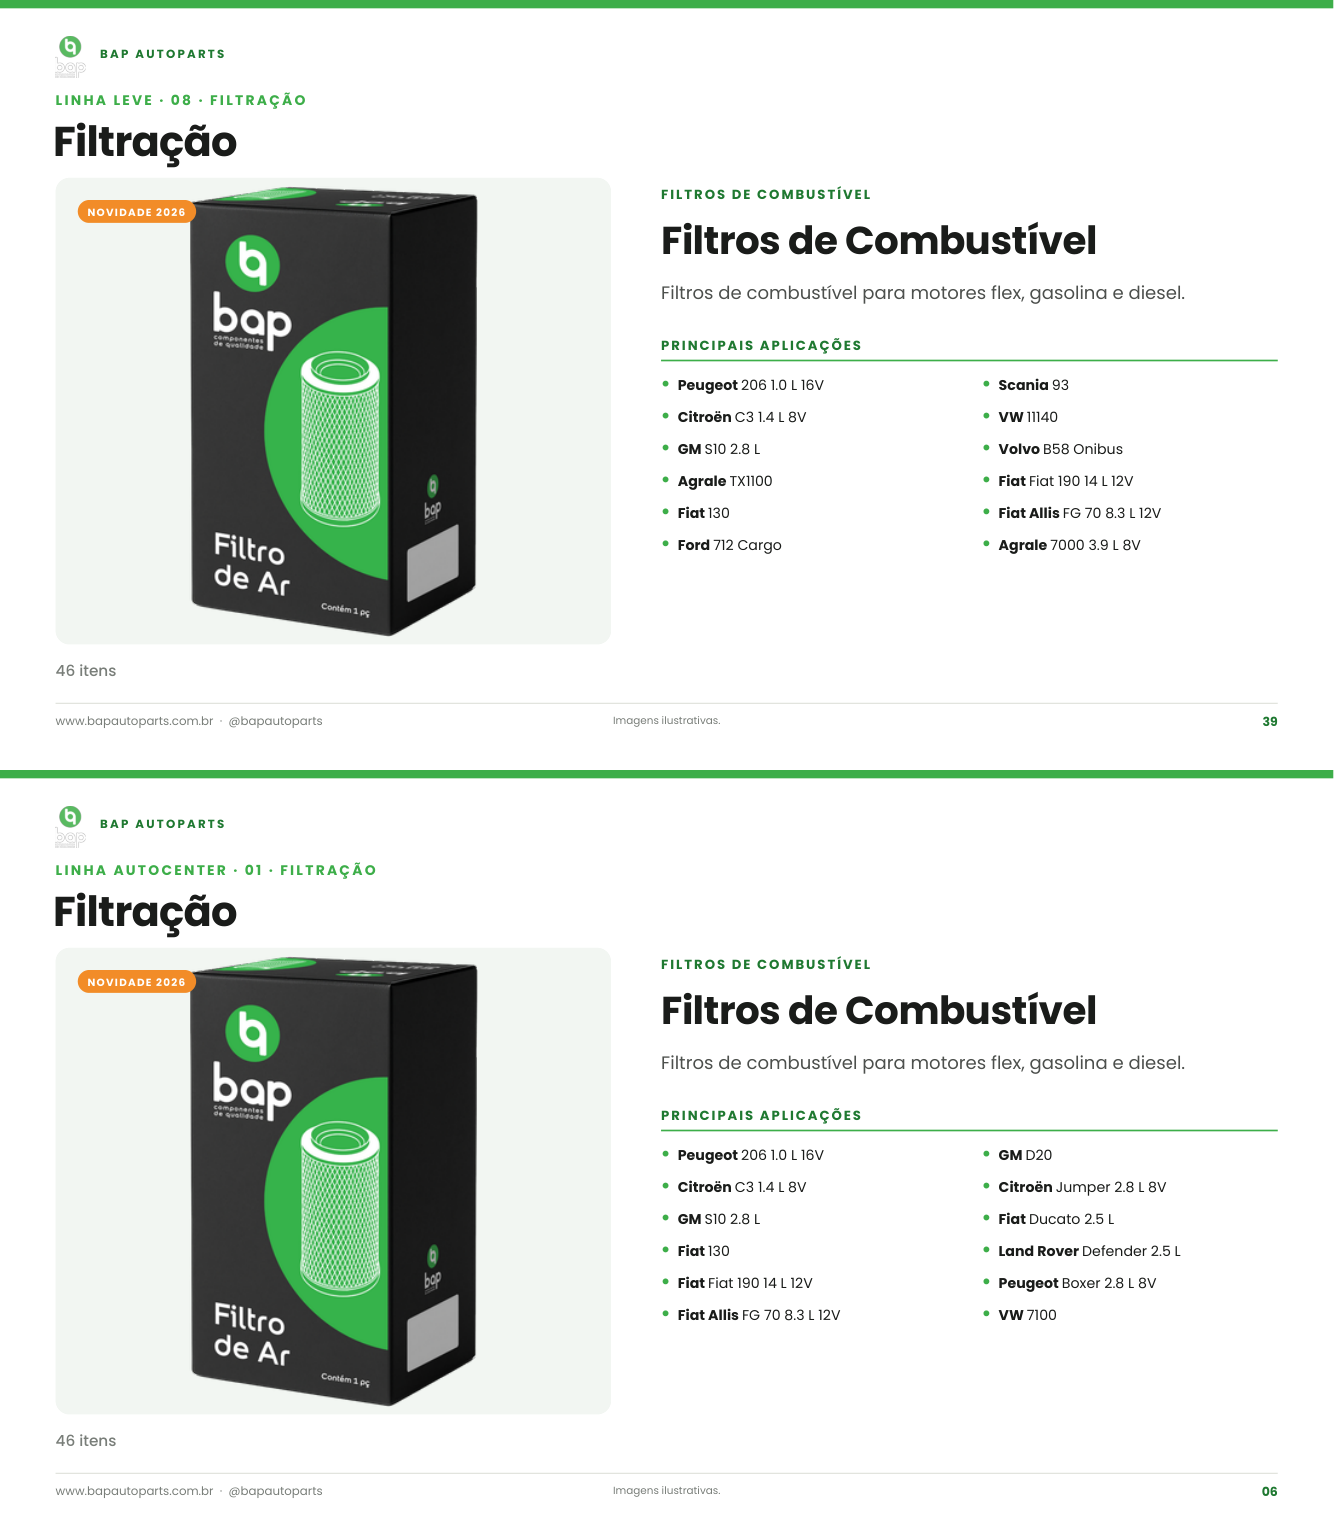 BAP AUTOPARTS
LINHA LEVE · 08 · FILTRAÇÃO
Filtração
NOVIDADE 2026
bap
componentes
de qualidade
bap
Filtro
de Ar
Contém 1 pç
46 itens
FILTROS DE COMBUSTÍVEL
Filtros de Combustível
Filtros de combustível para motores flex, gasolina e diesel.
PRINCIPAIS APLICAÇÕES
• Peugeot 206 1.0 L 16V
• Citroën C3 1.4 L 8V
• GM S10 2.8 L
• Agrale TX1100
• Fiat 130
• Ford 712 Cargo
• Scania 93
• VW 11140
• Volvo B58 Onibus
• Fiat Fiat 190 14 L 12V
• Fiat Allis FG 70 8.3 L 12V
• Agrale 7000 3.9 L 8V
www.bapautoparts.com.br · @bapautoparts
Imagens ilustrativas.
39
BAP AUTOPARTS
LINHA AUTOCENTER · 01 · FILTRAÇÃO
Filtração
NOVIDADE 2026
bap
componentes
de qualidade
bap
Filtro
de Ar
Contém 1 pç
46 itens
FILTROS DE COMBUSTÍVEL
Filtros de Combustível
Filtros de combustível para motores flex, gasolina e diesel.
PRINCIPAIS APLICAÇÕES
• Peugeot 206 1.0 L 16V
• Citroën C3 1.4 L 8V
• GM S10 2.8 L
• Fiat 130
• Fiat Fiat 190 14 L 12V
• Fiat Allis FG 70 8.3 L 12V
• GM D20
• Citroën Jumper 2.8 L 8V
• Fiat Ducato 2.5 L
• Land Rover Defender 2.5 L
• Peugeot Boxer 2.8 L 8V
• VW 7100
www.bapautoparts.com.br · @bapautoparts
Imagens ilustrativas.
06